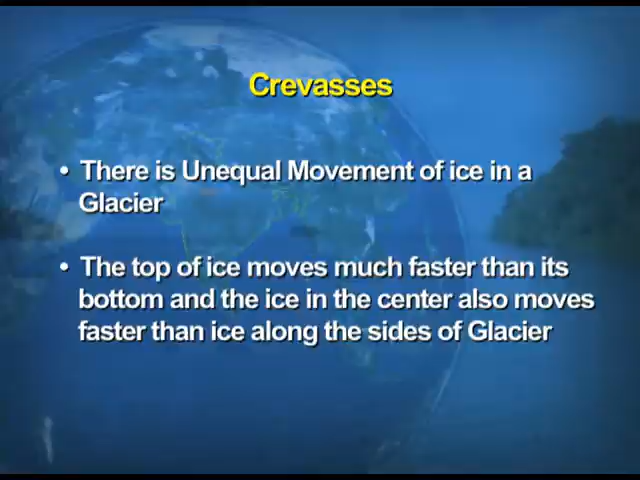 Crevasses
• There is Unequal Movement of ice in a
Glacier
• The top of ice moves much faster than its
bottom and the ice in the center also moves
faster than ice along the sides of Glacier